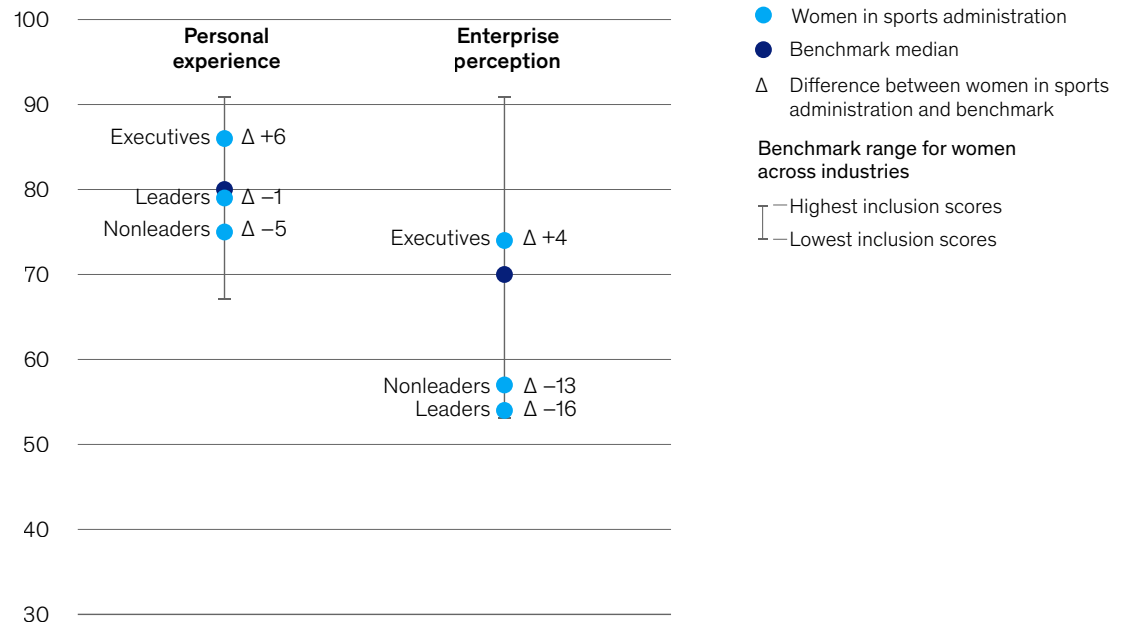 100
Personal
experience
Enterprise
perception
90
Executives Δ +6
80
Leaders Δ –1
Nonleaders Δ –5
Executives Δ +4
70
60
Nonleaders Δ –13
Leaders Δ –16
50
40
30
Women in sports administration
Benchmark median
Δ Difference between women in sports
administration and benchmark
Benchmark range for women
across industries
Highest inclusion scores
Lowest inclusion scores